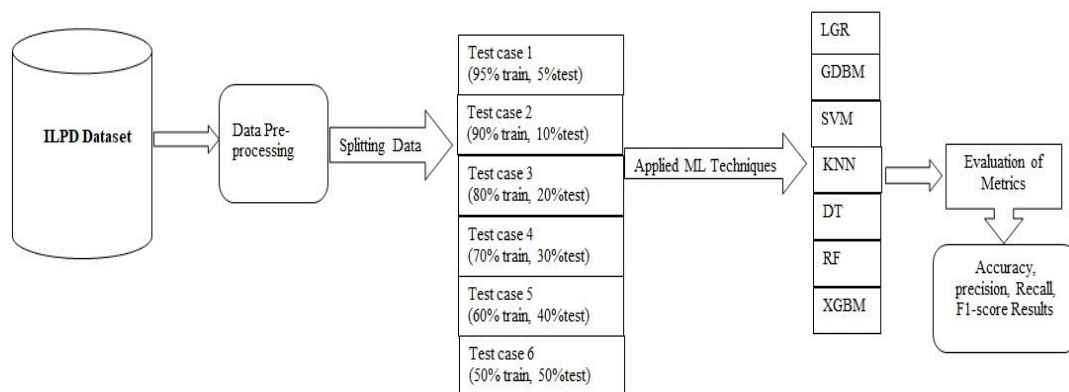 ILPD Dataset
Data Pre-
processing
Splitting Data
Test case 1
(95% train, 5%test)
Test case 2
(90% train, 10%test)
Test case 3
(80% train, 20%test)
Test case 4
(70% train, 30%test)
Test case 5
(60% train, 40%test)
Test case 6
(50% train, 50%test)
Applied ML Techniques
LGR
GDBM
SVM
KNN
DT
RF
XGBM
Evaluation of
Metrics
Accuracy,
precision, Recall,
F1-score Results